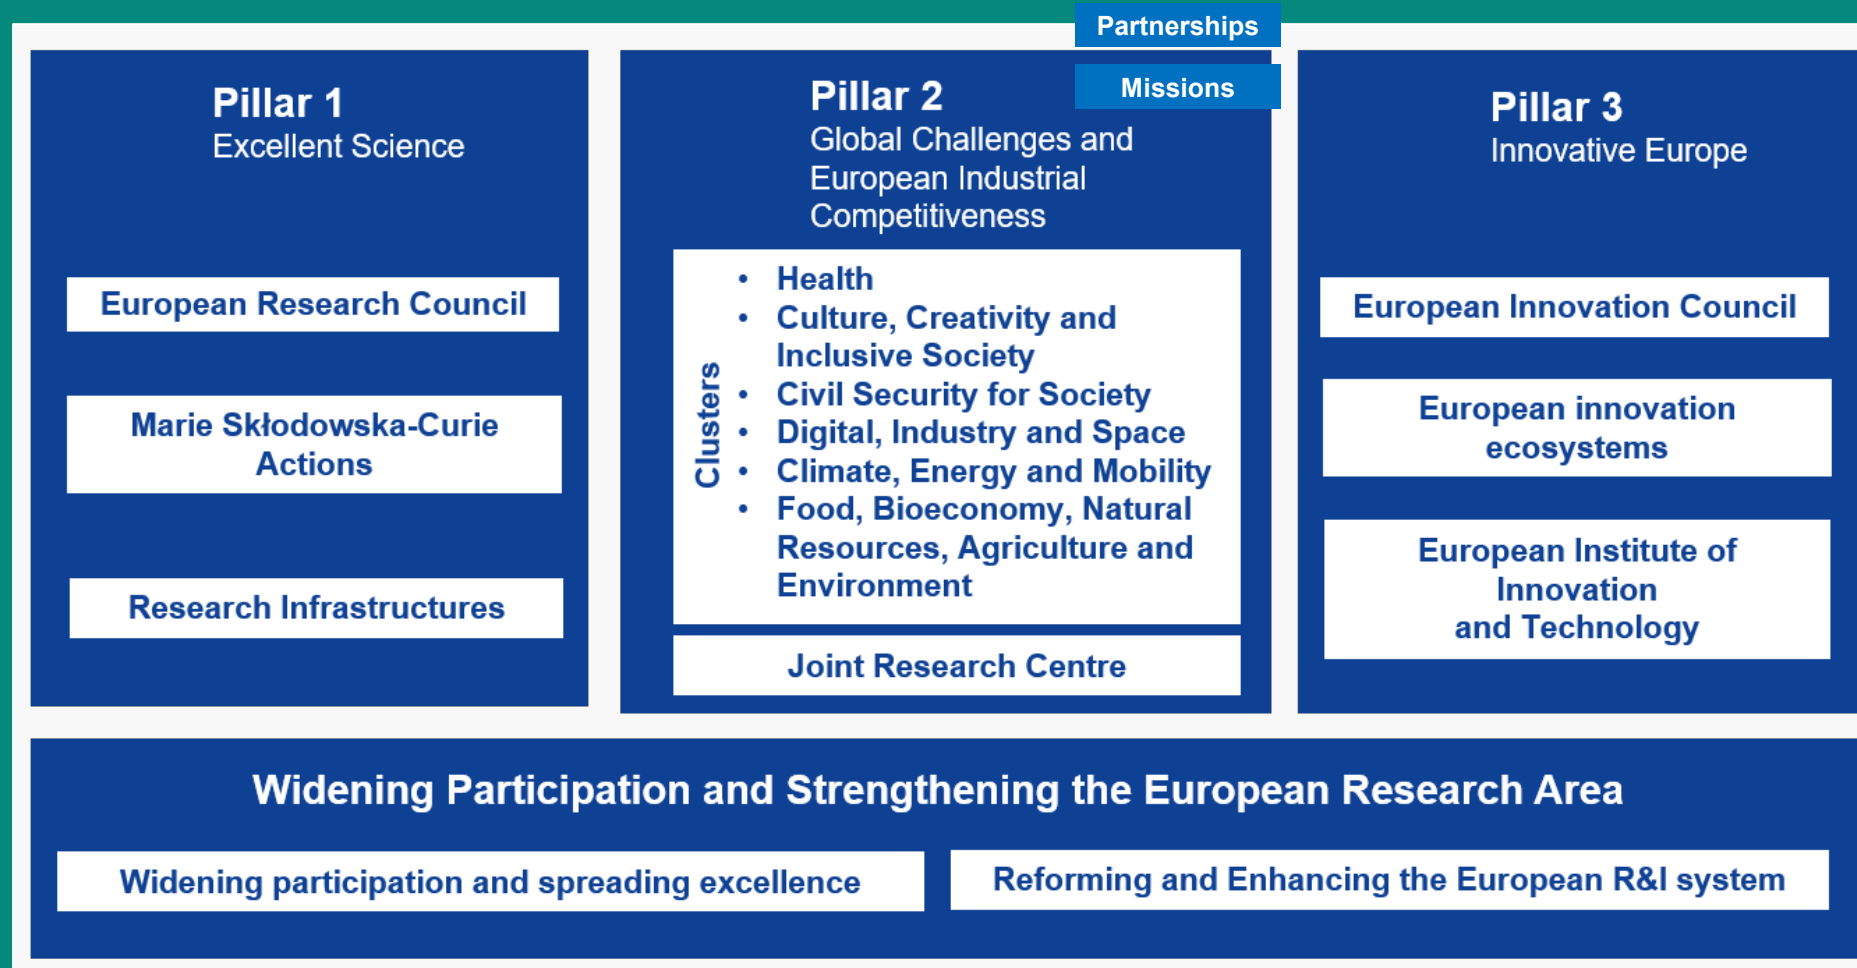 Partnerships
Missions
Pillar 1
Excellent Science
European Research Council
Marie Skłodowska-Curie
Actions
Research Infrastructures
Pillar 2
Global Challenges and
European Industrial
Competitiveness
Clusters
• Health
• Culture, Creativity and
Inclusive Society
• Civil Security for Society
• Digital, Industry and Space
• Climate, Energy and Mobility
• Food, Bioeconomy, Natural
Resources, Agriculture and
Environment
Joint Research Centre
Pillar 3
Innovative Europe
European Innovation Council
European innovation
ecosystems
European Institute of
Innovation
and Technology
Widening Participation and Strengthening the European Research Area
Widening participation and spreading excellence
Reforming and Enhancing the European R&I system